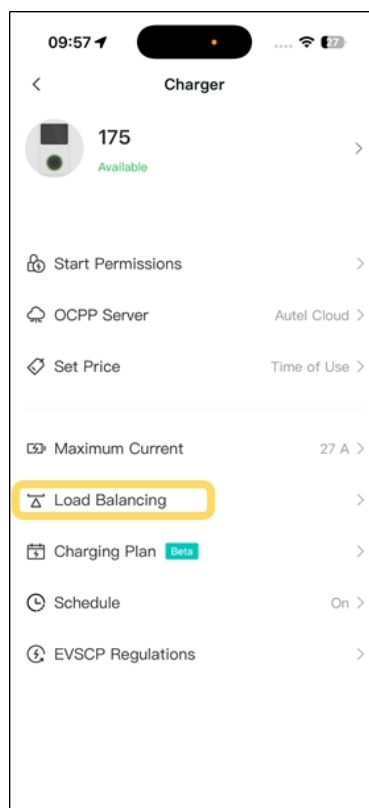 09:57
27
Charger
175
Available
Start Permissions
OCPP Server Autel Cloud
Set Price Time of Use
Maximum Current 27 A
Load Balancing
Charging Plan Beta
Schedule On
EVSCP Regulations